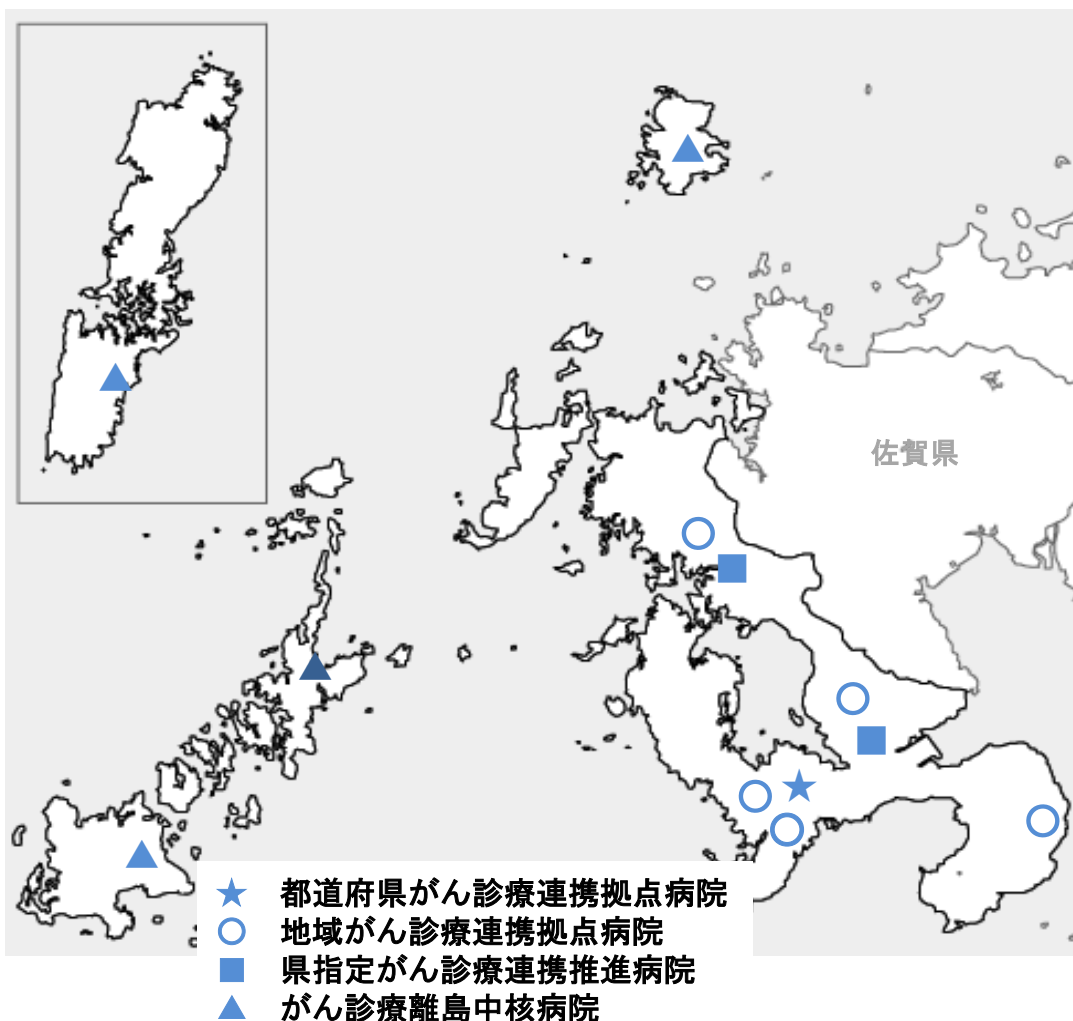 佐賀県
都道府県がん診療連携拠点病院
地域がん診療連携拠点病院
県指定がん診療連携推進病院
がん診療離島中核病院